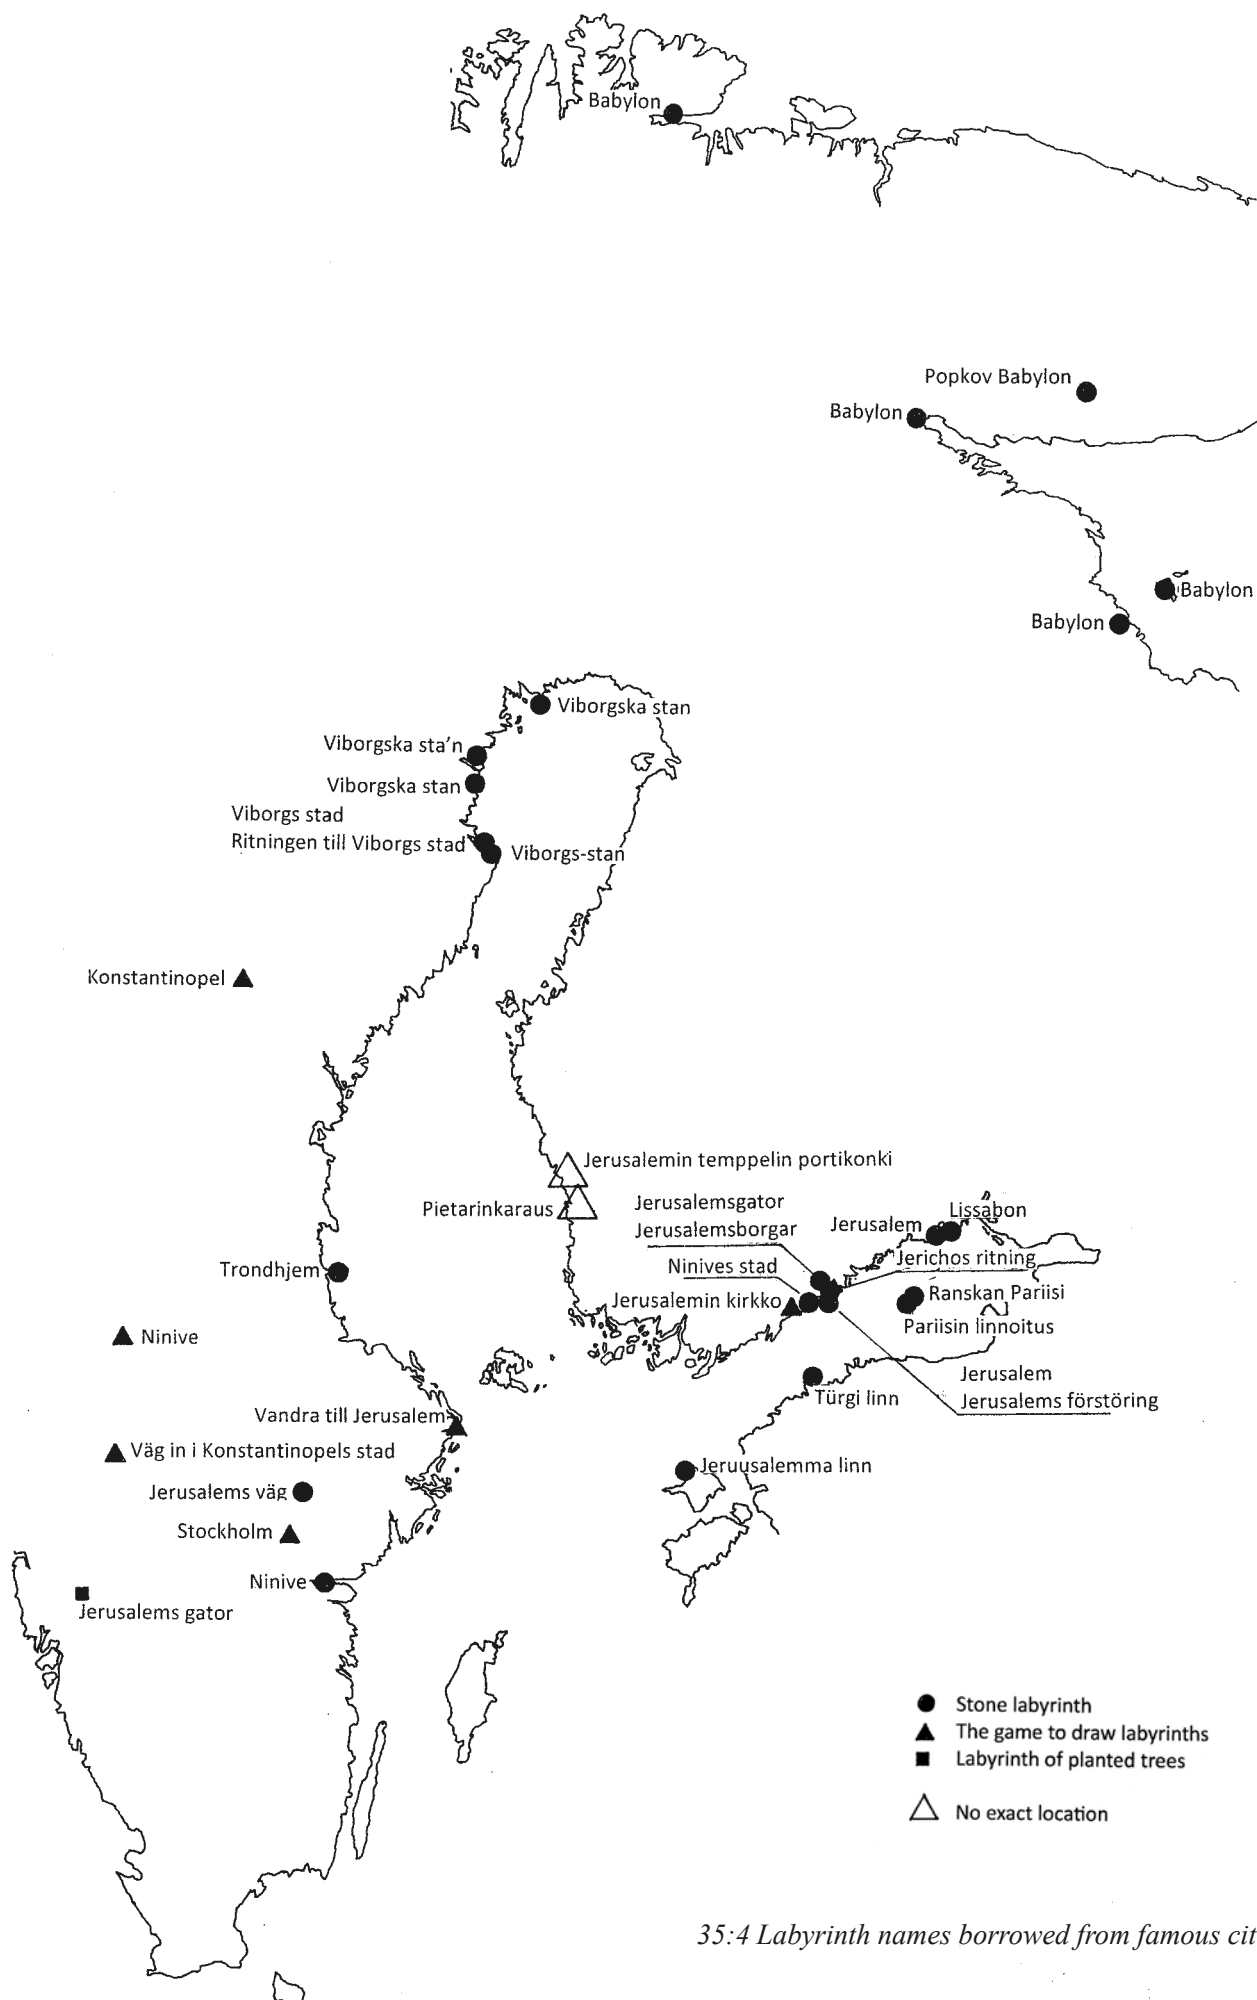 Babylon
Popkov Babylon
Babylon
Babylon
Babylon
Viborgska stan
Viborgska sta'n
Viborgska stan
Viborgs stad
Ritningen till Viborgs stad
Viborgs-stan
Konstantinopel
Jerusalemin temppelin portikonki
Pietarinkaraus
Jerusalemsgator
Jerusalemsborgar
Lissabon
Jerusalem
Jerichos ritning
Ninives stad
Trondhjem
Jerusalemin kirkko
Ranskan Pariisi
Pariisin linnoitus
Ninive
Jerusalem
Jerusalems förstöring
Türgi linn
Vandra till Jerusalem
Väg in i Konstantinopels stad
Jeruusalemma linn
Jerusalems väg
Stockholm
Ninive
Jerusalems gator
Stone labyrinth
The game to draw labyrinths
Labyrinth of planted trees
No exact location
35:4 Labyrinth names borrowed from famous cit